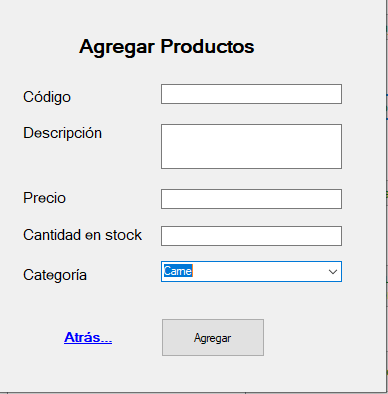 Agregar Productos
Código
Descripción
Precio
Cantidad en stock
Categoría
Carne
Atrás...
Agregar